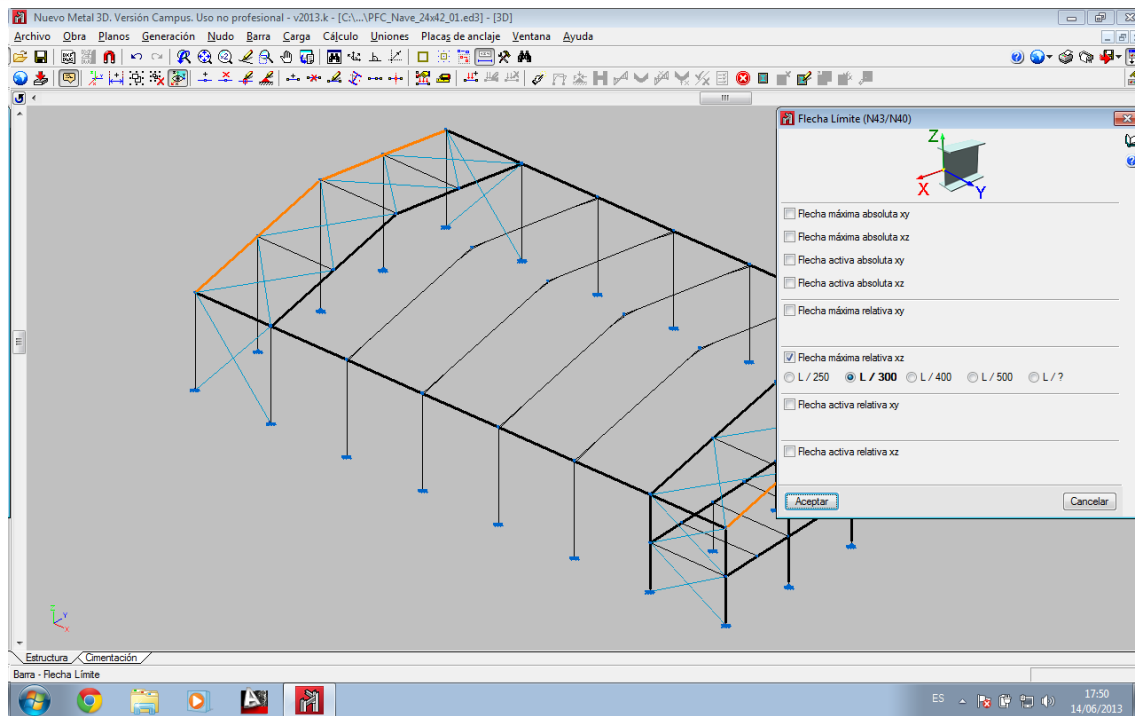 Nuevo Metal 3D. Versión Campus. Uso no profesional - v2013.k - [C:\...\PFC_Nave_24x42_01.ed3] - [3D]
Archivo Obra Planos Generación Nudo Barra Carga Cálculo Uniones Placas de anclaje Ventana Ayuda
Flecha Límite (N43/N40)
Z
X
Y
Flecha máxima absoluta xy
Flecha máxima absoluta xz
Flecha activa absoluta xy
Flecha activa absoluta xz
Flecha máxima relativa xy
Flecha máxima relativa xz
L / 250 L / 300 L / 400 L / 500 L / ?
Flecha activa relativa xy
Flecha activa relativa xz
Aceptar Cancelar
Y
X
Estructura Cimentación
Barra - Flecha Límite
ES
17:50
14/06/2013